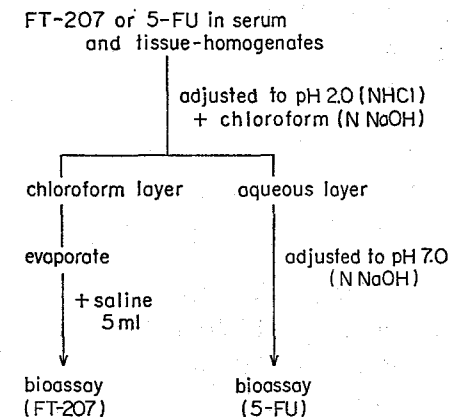 FT-207 or 5-FU in serum
and tissue-homogenates
adjusted to pH 2.0 (NHCl)
+ chloroform (N NaOH)
chloroform layer
aqueous layer
evaporate
adjusted to pH 7.0
(N NaOH)
+ saline
5 ml
bioassay
(FT-207)
bioassay
(5-FU)